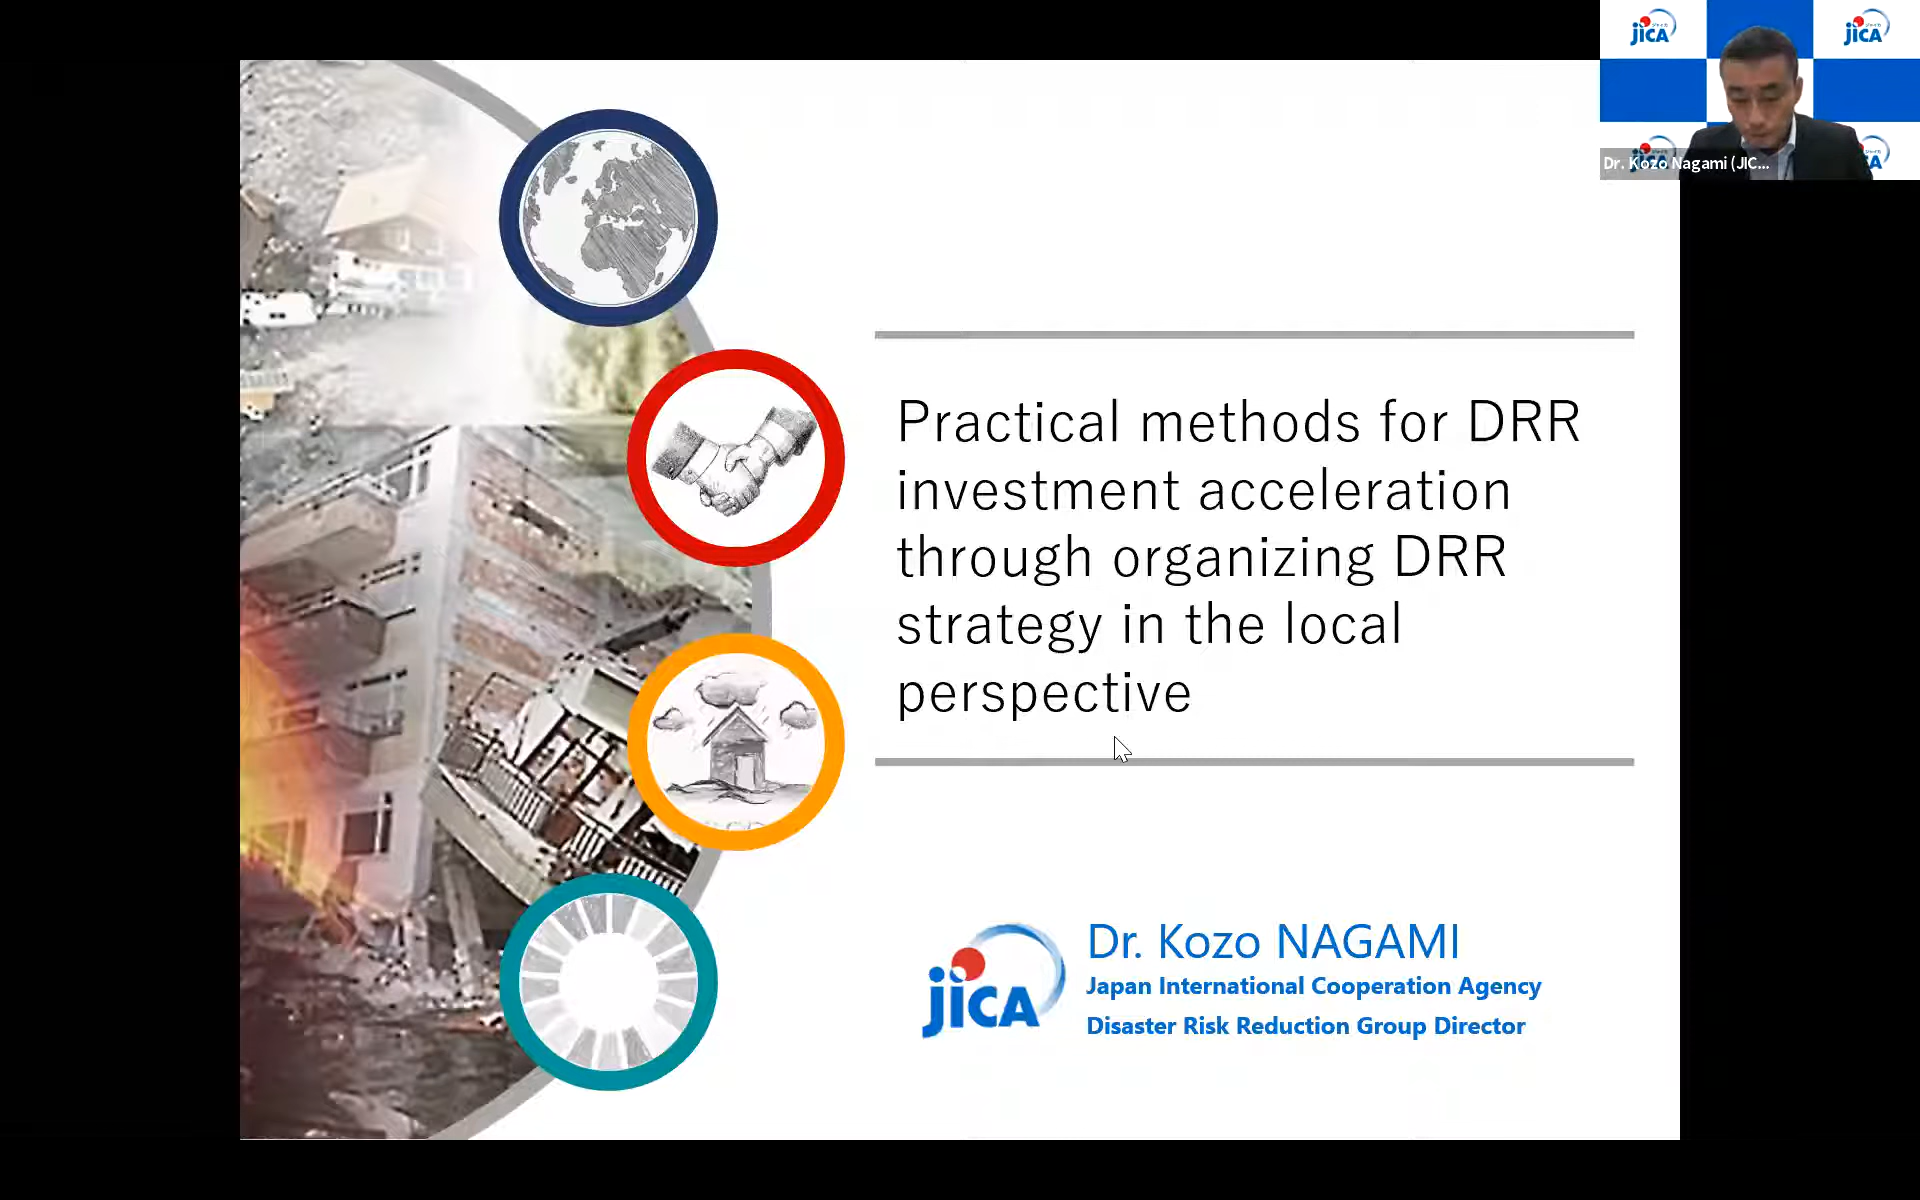 JICA
JICA
Dr. Kozo Nagami (JIC...
Practical methods for DRR
investment acceleration
through organizing DRR
strategy in the local
perspective
JICA
Dr. Kozo NAGAMI
Japan International Cooperation Agency
Disaster Risk Reduction Group Director